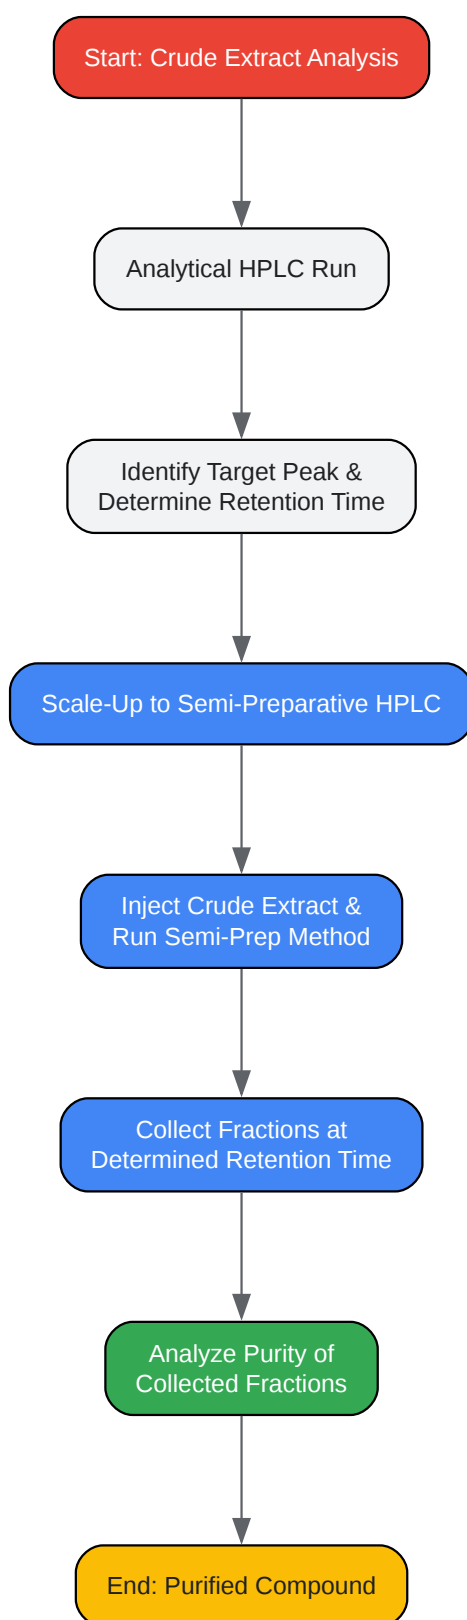 Start: Crude Extract Analysis
Analytical HPLC Run
Identify Target Peak &
Determine Retention Time
Scale-Up to Semi-Preparative HPLC
Inject Crude Extract &
Run Semi-Prep Method
Collect Fractions at
Determined Retention Time
Analyze Purity of
Collected Fractions
End: Purified Compound